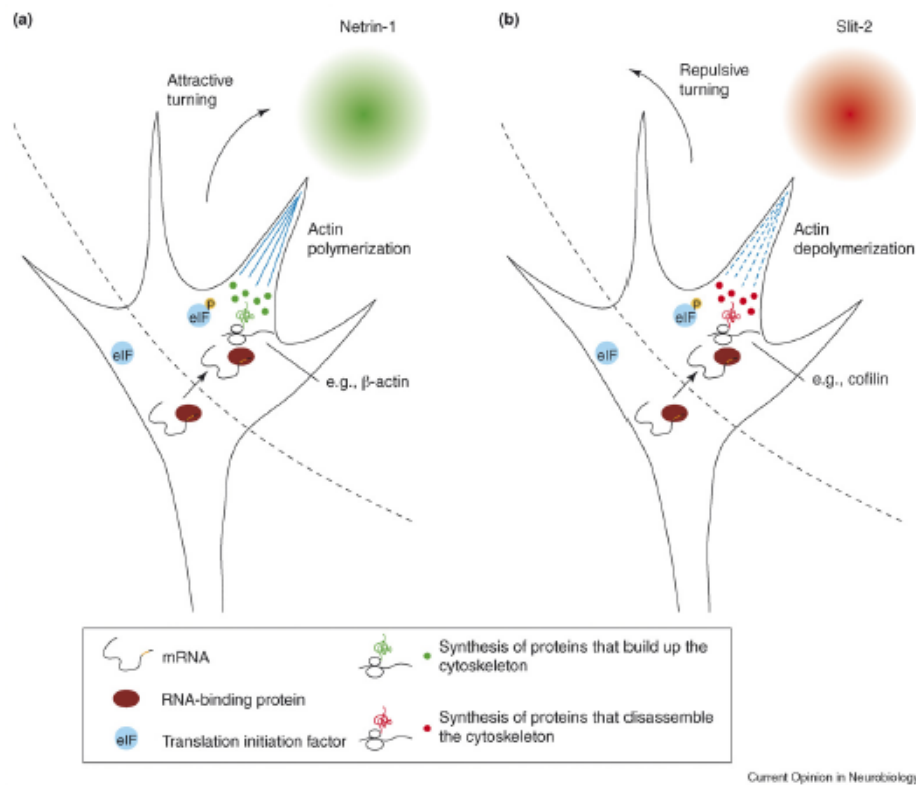 (a)
Netrin-1
Attractive
turning
Actin
polymerization
P
eIF
eIF
e.g., β-actin
(b)
Slit-2
Repulsive
turning
Actin
depolymerization
P
eIF
eIF
e.g., cofilin
mRNA
RNA-binding protein
eIF Translation initiation factor
Synthesis of proteins that build up the
cytoskeleton
Synthesis of proteins that disassemble
the cytoskeleton
Current Opinion in Neurobiology